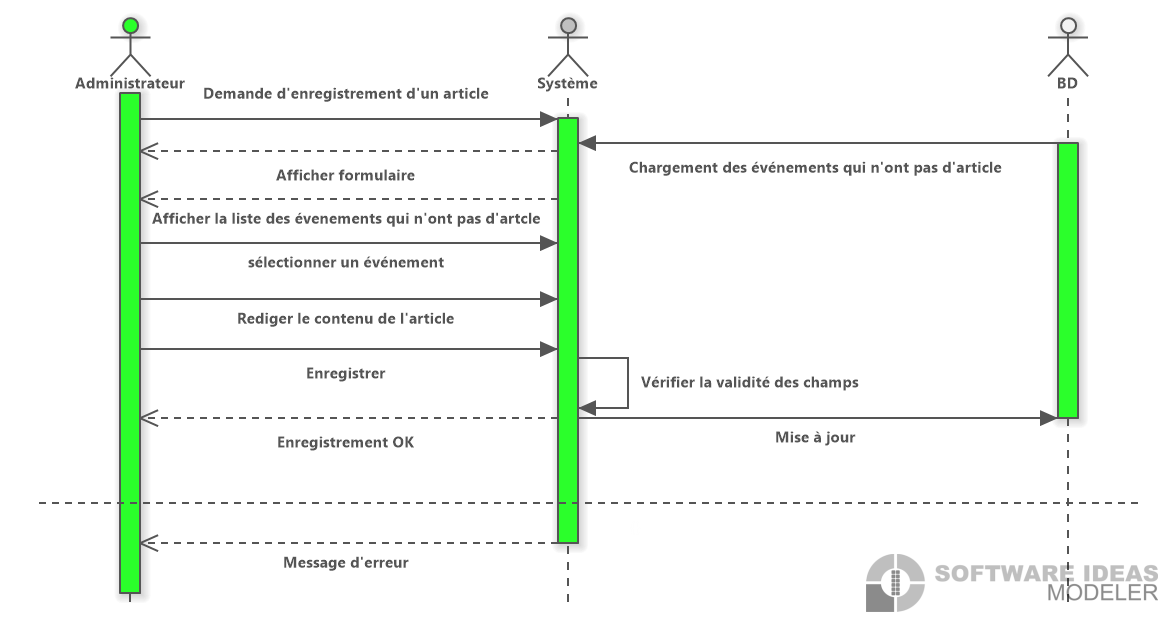 Administrateur
Système
BD
Demande d'enregistrement d'un article
Chargement des événements qui n'ont pas d'article
Afficher formulaire
Afficher la liste des évenements qui n'ont pas d'artcle
sélectionner un événement
Rediger le contenu de l'article
Enregistrer
Vérifier la validité des champs
Enregistrement OK
Mise à jour
Message d'erreur
SOFTWARE IDEAS
MODELER